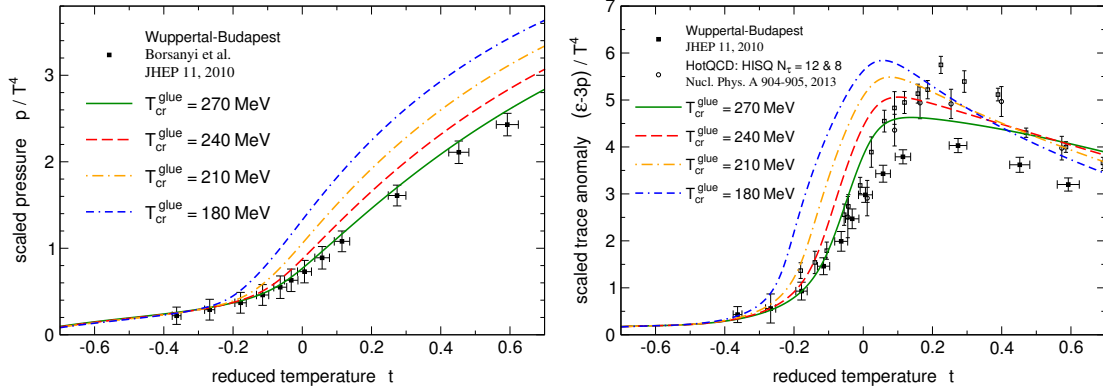 Wuppertal-Budapest
Borsanyi et al.
JHEP 11, 2010
T_cr^glue = 270 MeV
T_cr^glue = 240 MeV
T_cr^glue = 210 MeV
T_cr^glue = 180 MeV
scaled pressure p / T^4
0
1
2
3
-0.6
-0.4
-0.2
0
0.2
0.4
0.6
reduced temperature t
Wuppertal-Budapest
JHEP 11, 2010
HotQCD: HISQ N_τ = 12 & 8
Nucl. Phys. A 904-905, 2013
T_cr^glue = 270 MeV
T_cr^glue = 240 MeV
T_cr^glue = 210 MeV
T_cr^glue = 180 MeV
scaled trace anomaly (ε-3p) / T^4
0
1
2
3
4
5
6
7
-0.6
-0.4
-0.2
0
0.2
0.4
0.6
reduced temperature t